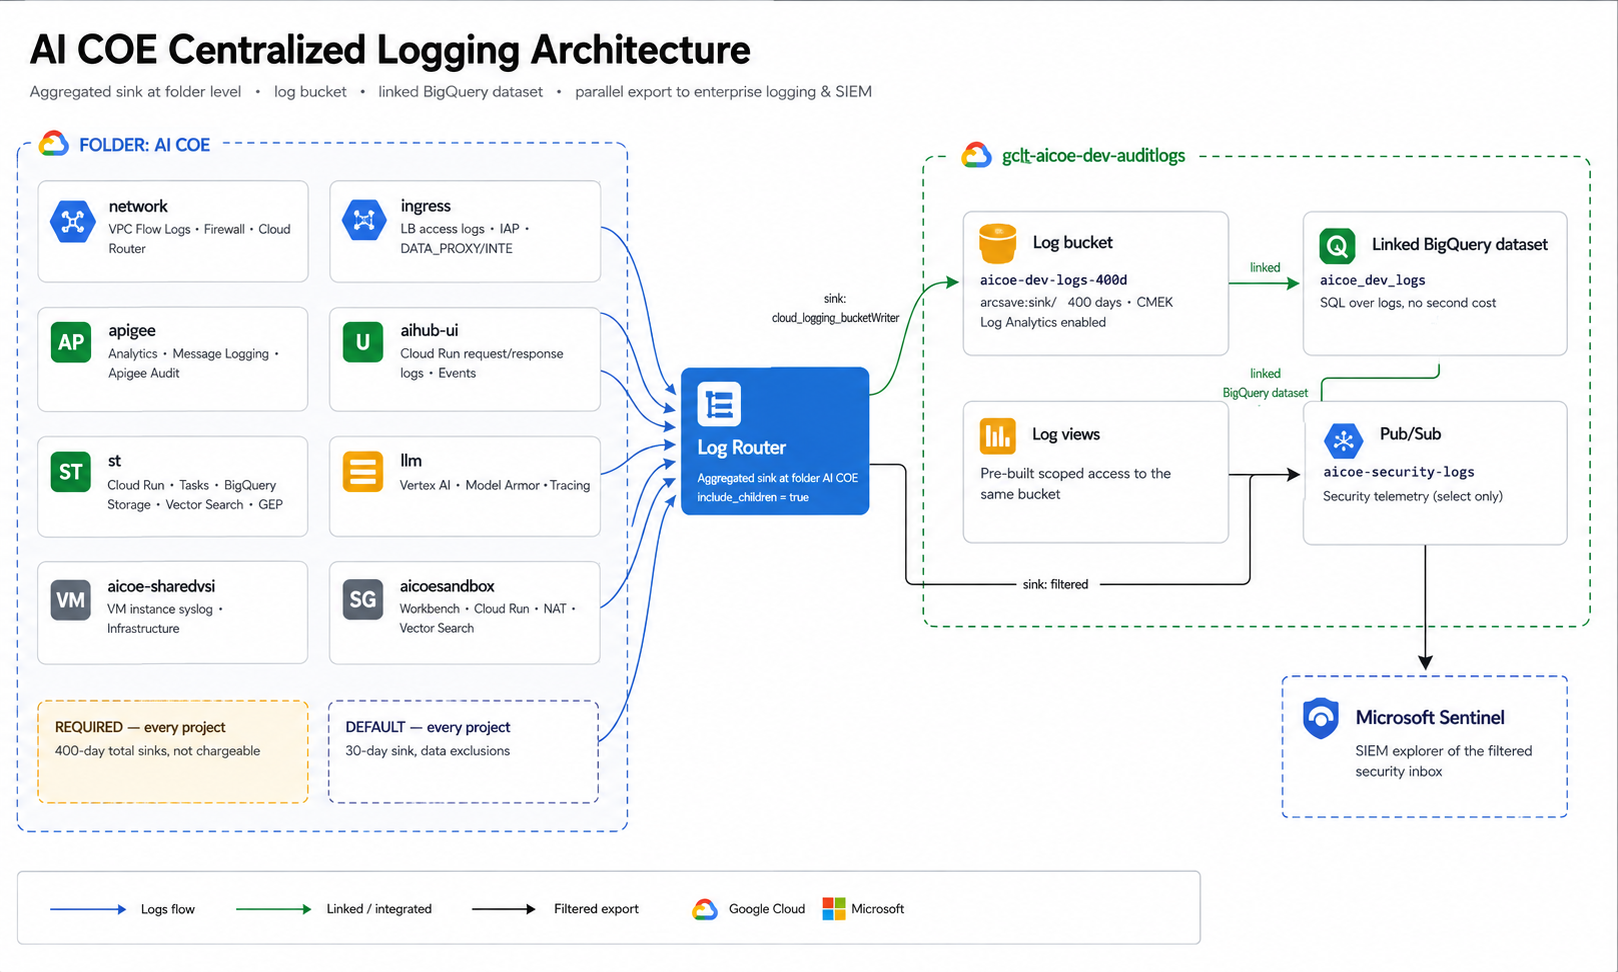 AI COE Centralized Logging Architecture
Aggregated sink at folder level • log bucket • linked BigQuery dataset • parallel export to enterprise logging & SIEM
FOLDER: AI COE
network
VPC Flow Logs • Firewall • Cloud
Router
ingress
LB access logs • IAP •
DATA_PROXY/INTE
AP
apigee
Analytics • Message Logging •
Apigee Audit
U
aihub-ui
Cloud Run request/response
logs • Events
ST
st
Cloud Run • Tasks • BigQuery
Storage • Vector Search • GEP
llm
Vertex AI • Model Armor • Tracing
VM
aicoe-sharedvsi
VM instance syslog •
Infrastructure
SG
aicoesandbox
Workbench • Cloud Run • NAT •
Vector Search
REQUIRED — every project
400-day total sinks, not chargeable
DEFAULT — every project
30-day sink, data exclusions
Log Router
Aggregated sink at folder AI COE
include_children = true
sink:
cloud_logging_bucketWriter
gclt-aicoe-dev-auditlogs
Log bucket
aicoe-dev-logs-400d
arcsave:sink/ 400 days • CMEK
Log Analytics enabled
linked
Linked BigQuery dataset
aicoe_dev_logs
SQL over logs, no second cost
linked
BigQuery dataset
Log views
Pre-built scoped access to the
same bucket
Pub/Sub
aicoe-security-logs
Security telemetry (select only)
sink: filtered
Microsoft Sentinel
SIEM explorer of the filtered
security inbox
Logs flow
Linked / integrated
Filtered export
Google Cloud
Microsoft